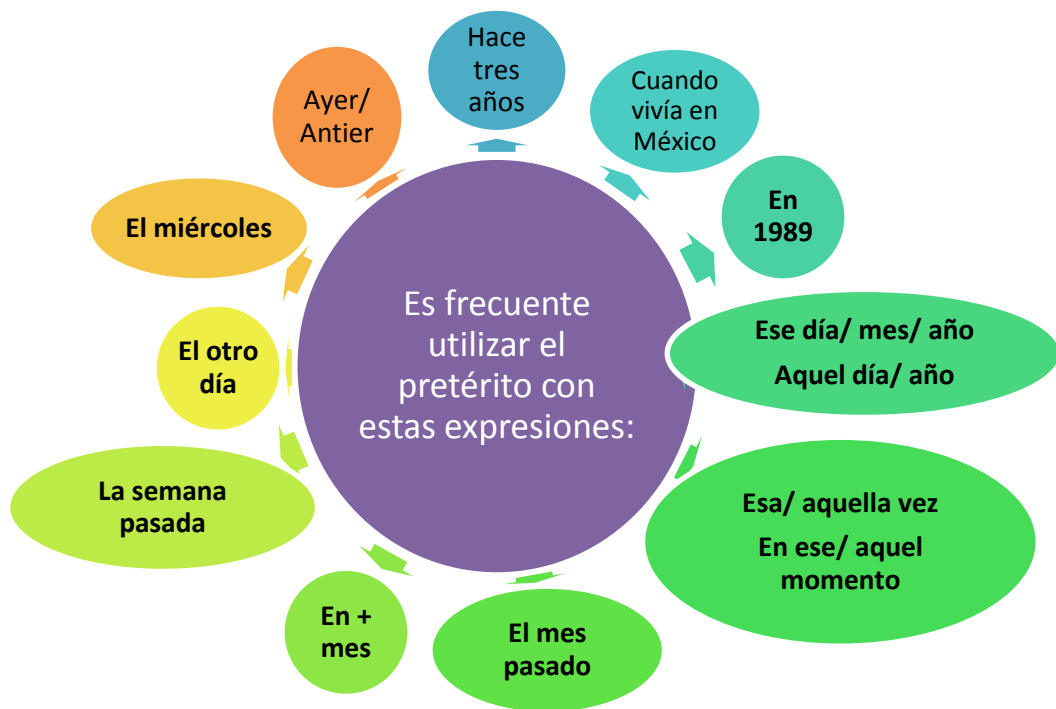 Es frecuente
utilizar el
pretérito con
estas expresiones:
Hace
tres
años
Cuando
vivía en
México
En
1989
Ese día/ mes/ año
Aquel día/ año
Esa/ aquella vez
En ese/ aquel
momento
El mes
pasado
En +
mes
La semana
pasada
El otro
día
El miércoles
Ayer/
Antier